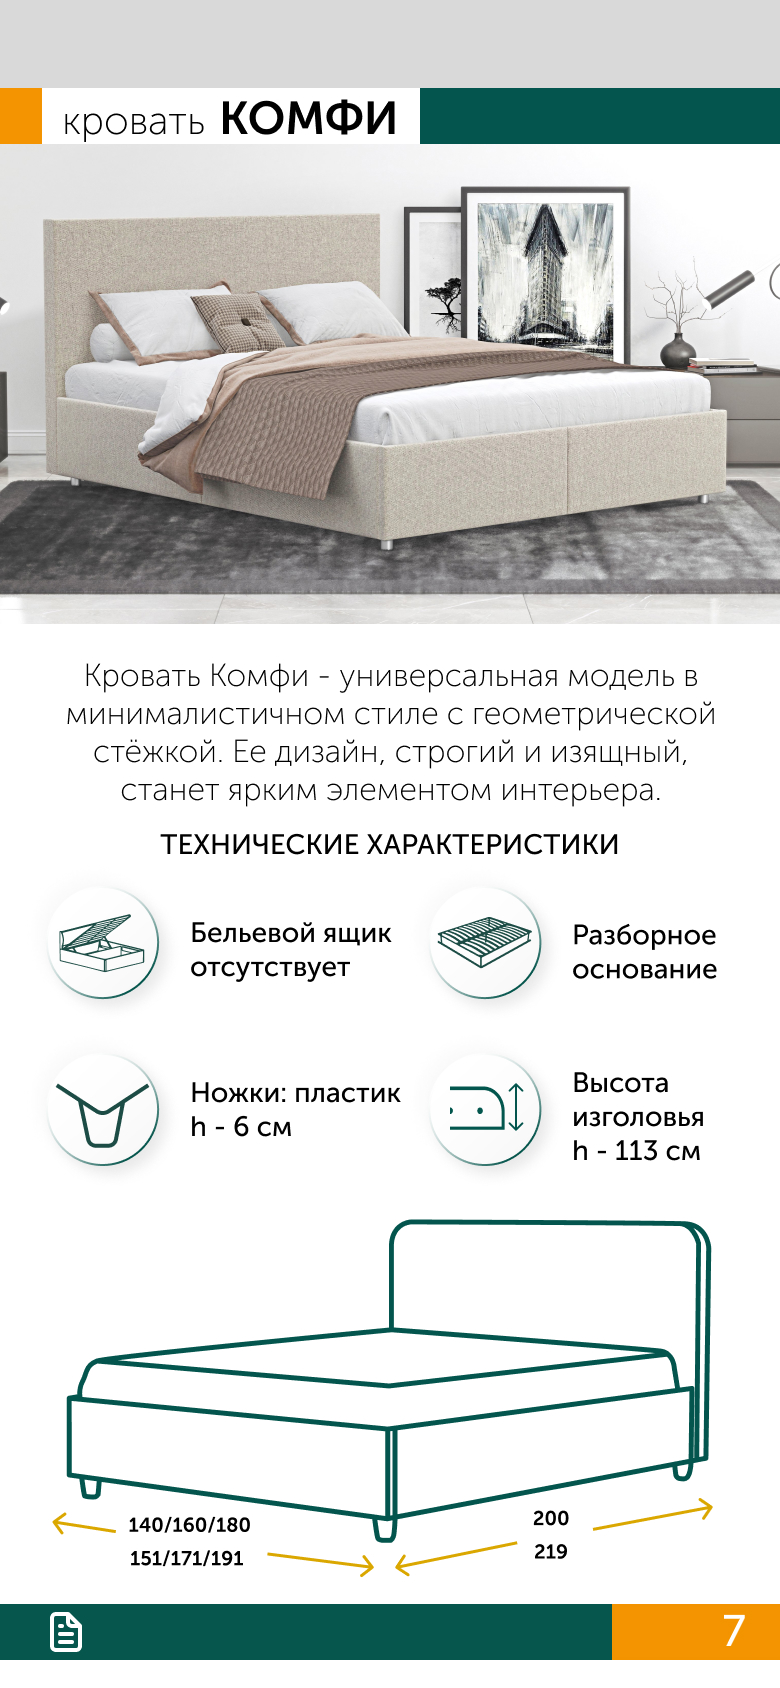 кровать КОМФИ
Кровать Комфи - универсальная модель в
минималистичном стиле с геометрической
стёжкой. Ее дизайн, строгий и изящный,
станет ярким элементом интерьера.
ТЕХНИЧЕСКИЕ ХАРАКТЕРИСТИКИ
Бельевой ящик
отсутствует
Разборное
основание
Ножки: пластик
h - 6 см
Высота
изголовья
h - 113 см
140/160/180
151/171/191
200
219
7